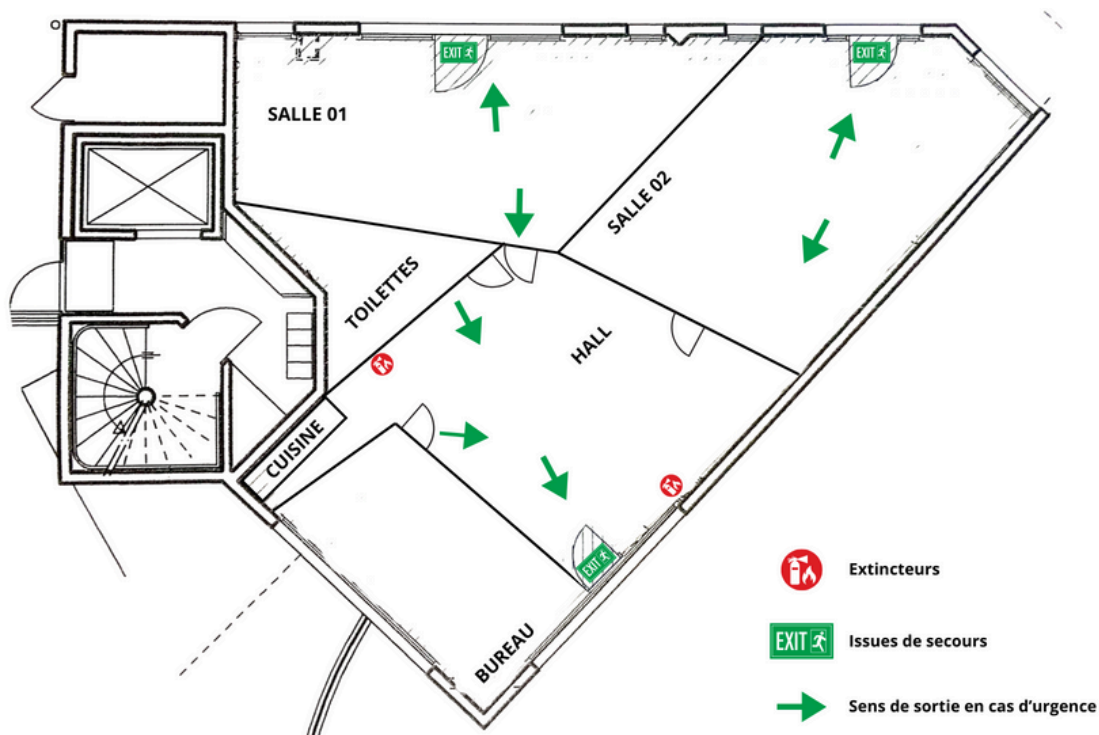 EXIT
EXIT
SALLE 01
SALLE 02
TOILETTES
HALL
CUISINE
EXIT
BUREAU
Extincteurs
EXIT
Issues de secours
Sens de sortie en cas d’urgence